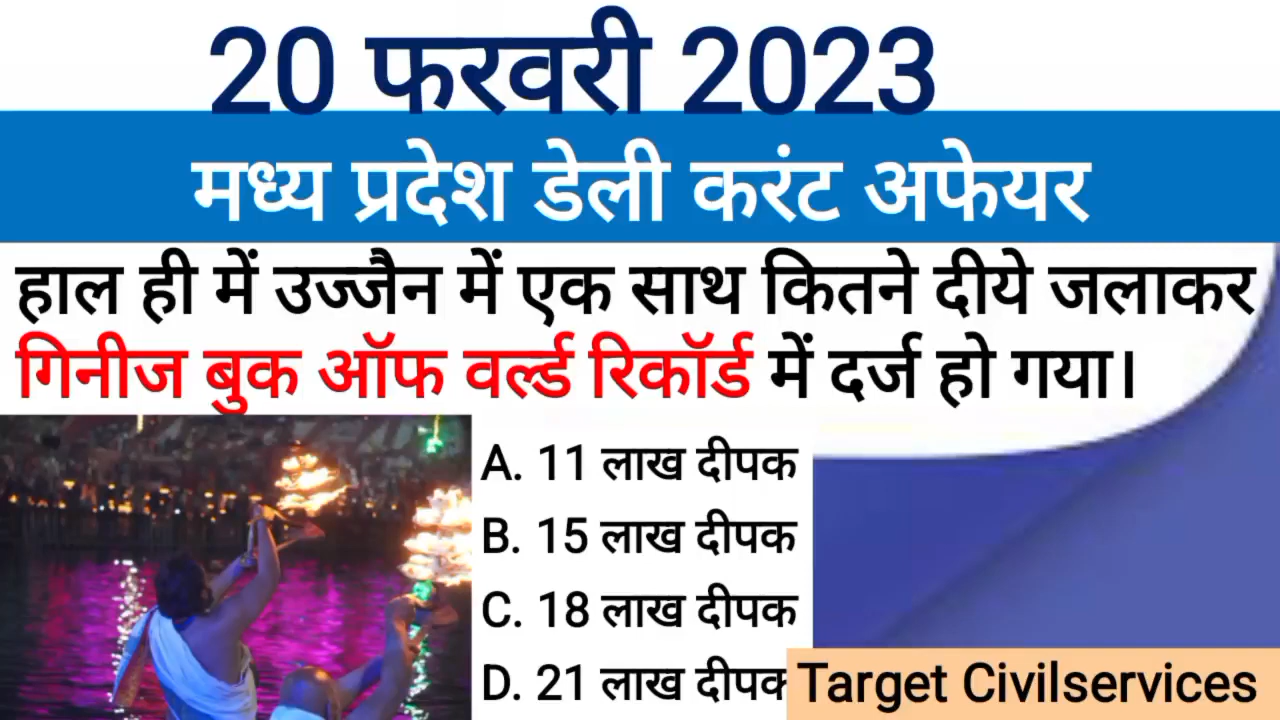 20 फरवरी 2023
मध्य प्रदेश डेली करंट अफेयर
हाल ही में उज्जैन में एक साथ कितने दीये जलाकर
गिनीज बुक ऑफ वर्ल्ड रिकॉर्ड में दर्ज हो गया।
A. 11 लाख दीपक
B. 15 लाख दीपक
C. 18 लाख दीपक
D. 21 लाख दीपक
Target Civilservices